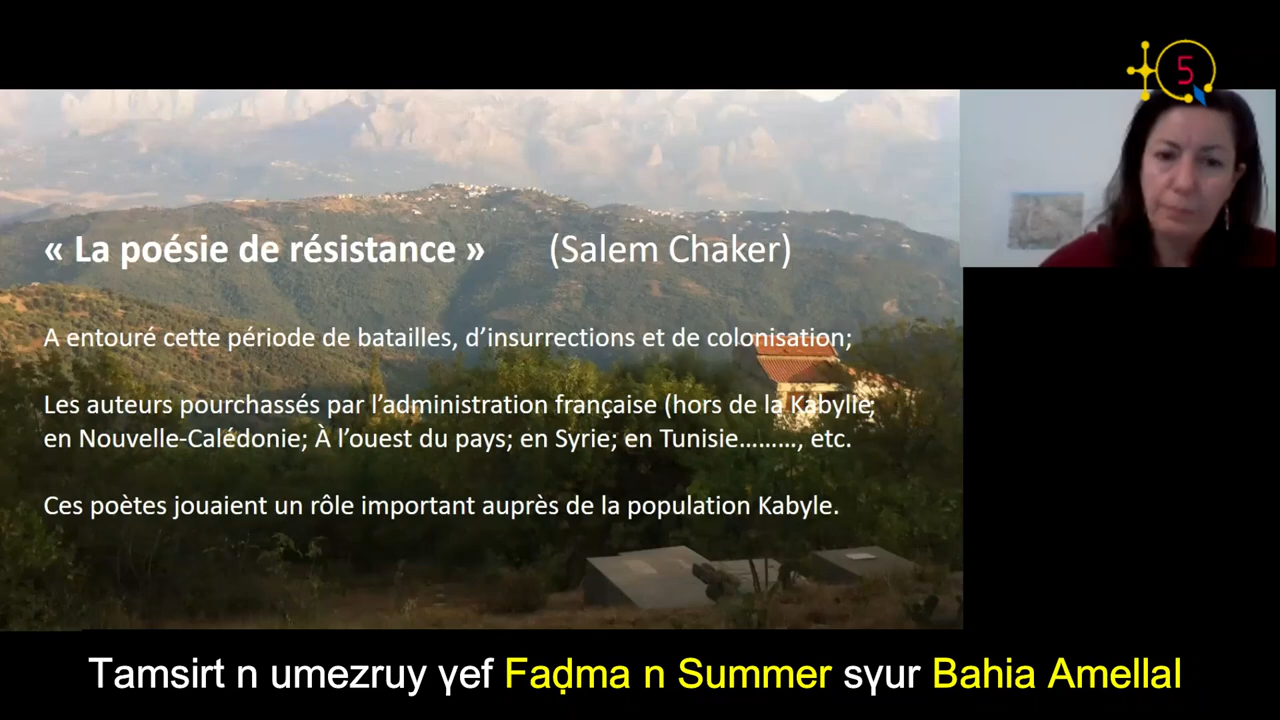 5
« La poésie de résistance » (Salem Chaker)
A entouré cette période de batailles, d’insurrections et de colonisation;
Les auteurs pourchassés par l’administration française (hors de la Kabylie;
en Nouvelle-Calédonie; À l’ouest du pays; en Syrie; en Tunisie………, etc.
Ces poètes jouaient un rôle important auprès de la population Kabyle.
Tamsirt n umezruy γef Faḍma n Summer sγur Bahia Amellal